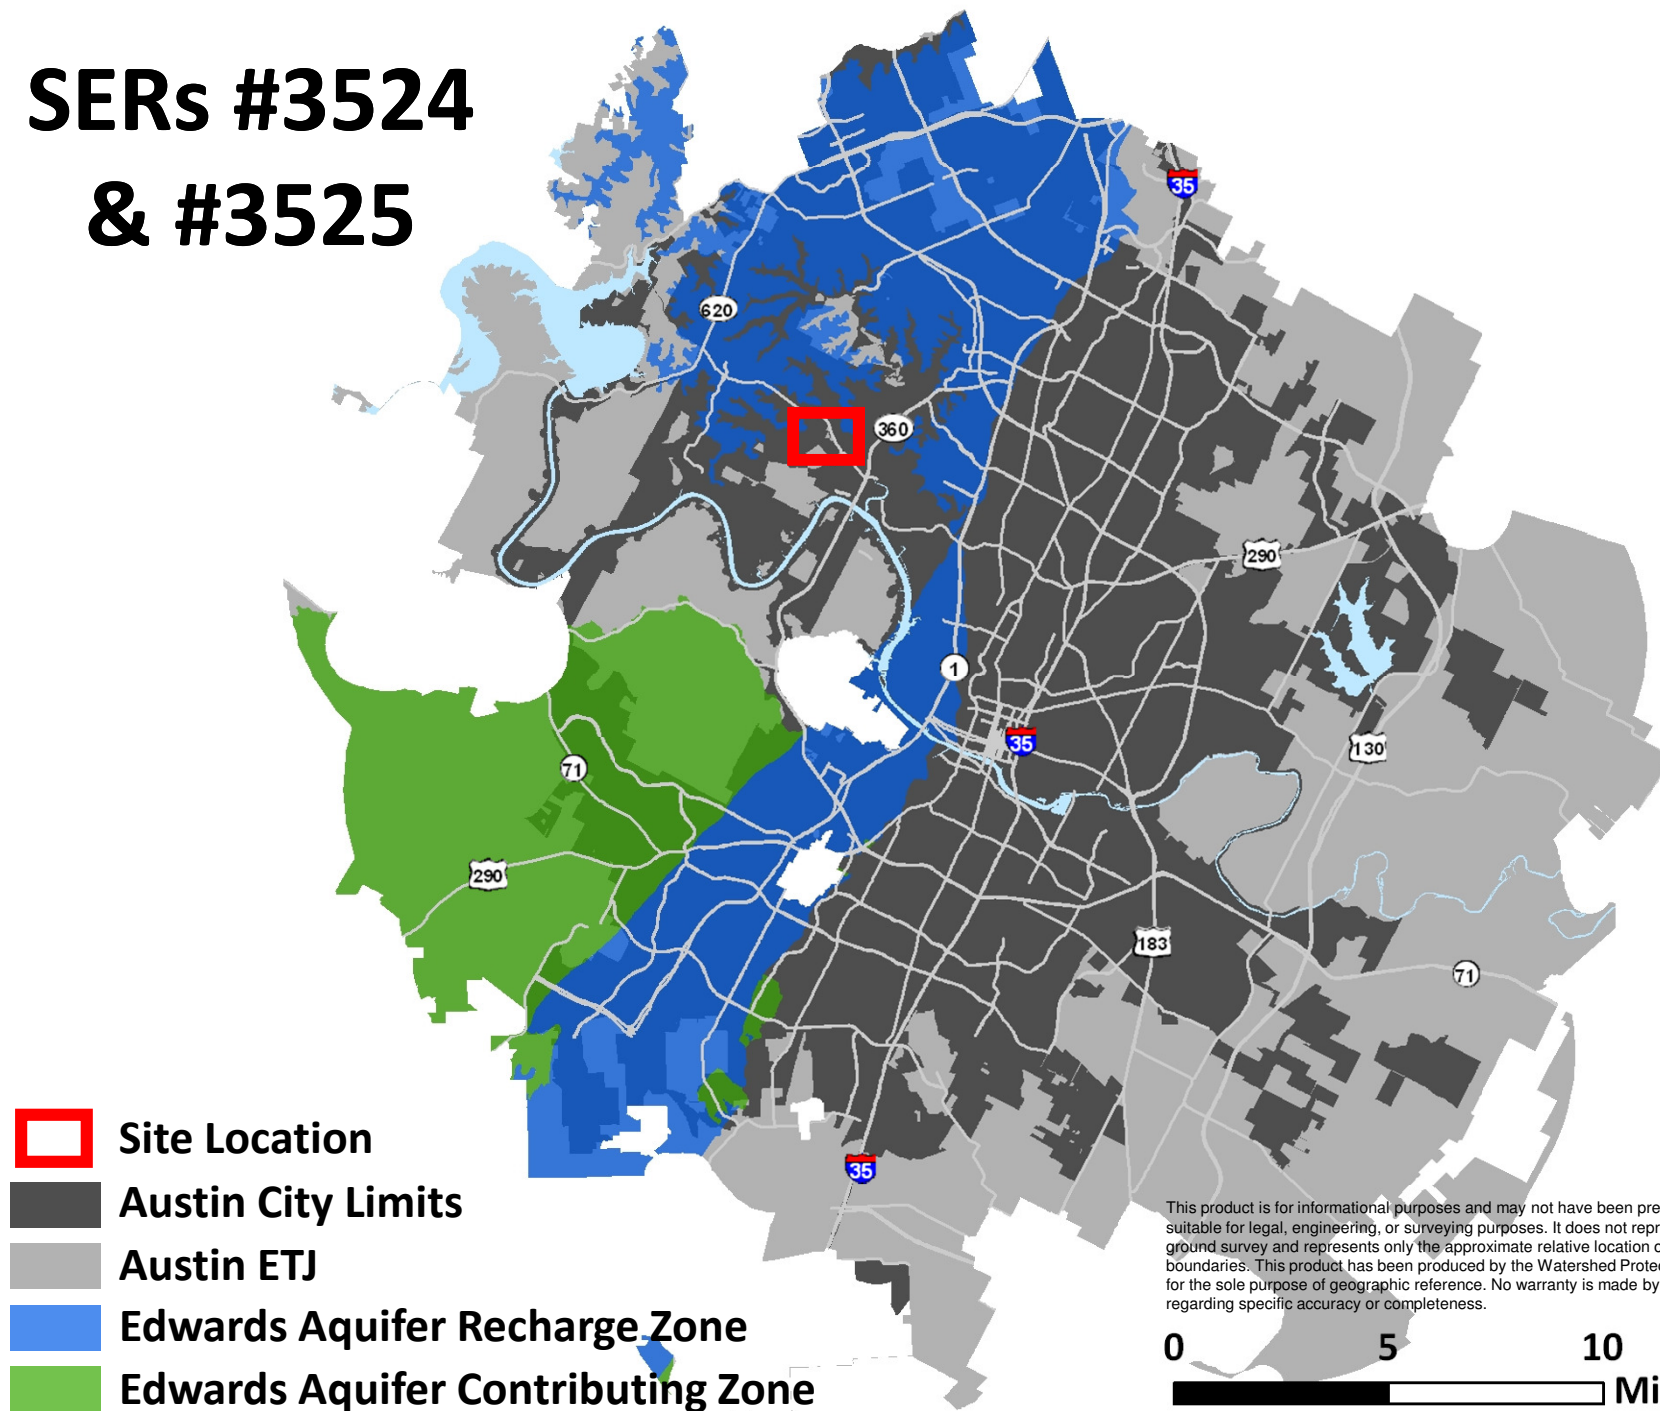 SERs #3524
& #3525
35
620
360
290
1
35
130
71
290
183
71
35
Site Location
Austin City Limits
Austin ETJ
Edwards Aquifer Recharge Zone
Edwards Aquifer Contributing Zone
This product is for informational purposes and may not have been pre
suitable for legal, engineering, or surveying purposes. It does not repr
ground survey and represents only the approximate relative location o
boundaries. This product has been produced by the Watershed Prote
for the sole purpose of geographic reference. No warranty is made by
regarding specific accuracy or completeness.
0 5 10
Mi